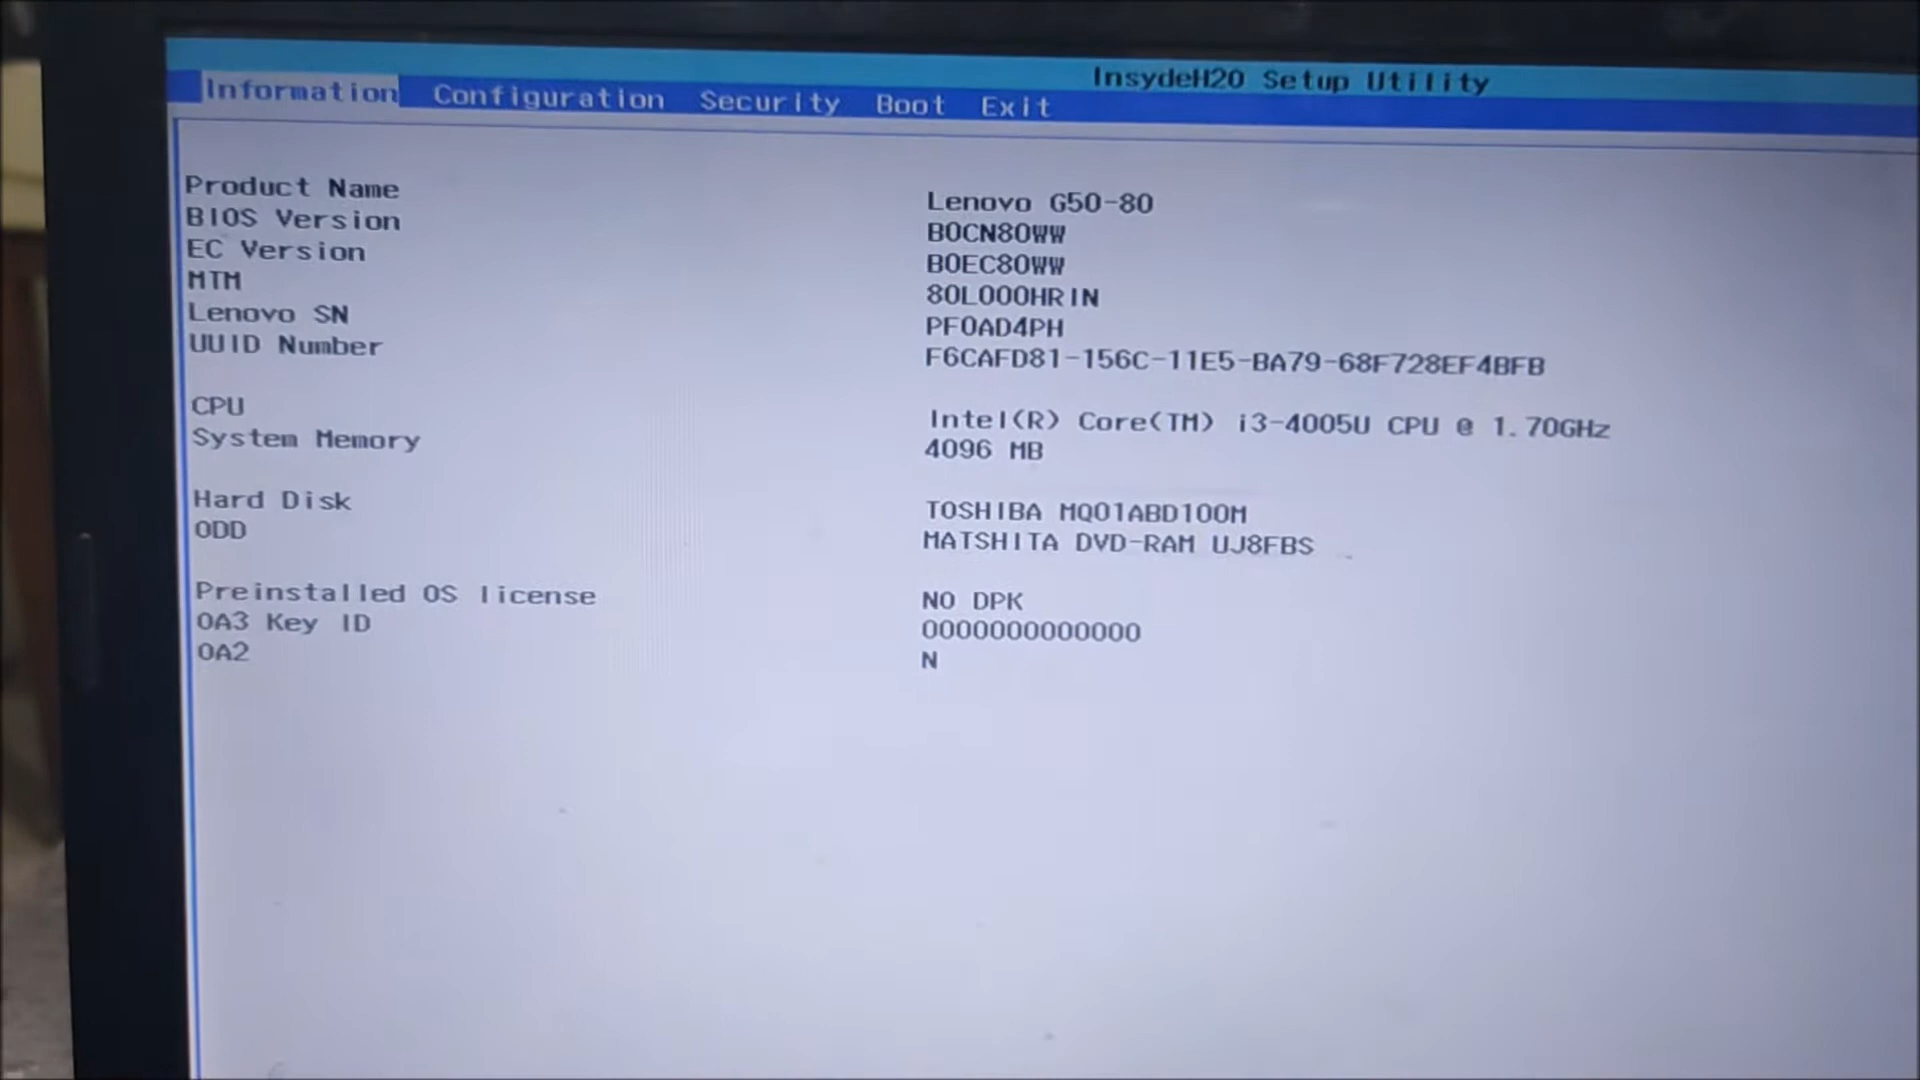 InsydeH20 Setup Utility
Information Configuration Security Boot Exit
Product Name Lenovo G50-80
BIOS Version B0CN80WW
EC Version B0EC80WW
MTM 80L000HRIN
Lenovo SN PF0AD4PH
UUID Number F6CAFD81-156C-11E5-BA79-68F728EF4BFB
CPU Intel(R) Core(TM) i3-4005U CPU @ 1.70GHz
System Memory 4096 MB
Hard Disk TOSHIBA MQ01ABD100M
ODD MATSHITA DVD-RAM UJ8FBS
Preinstalled OS license NO DPK
OA3 Key ID 0000000000000
OA2 N